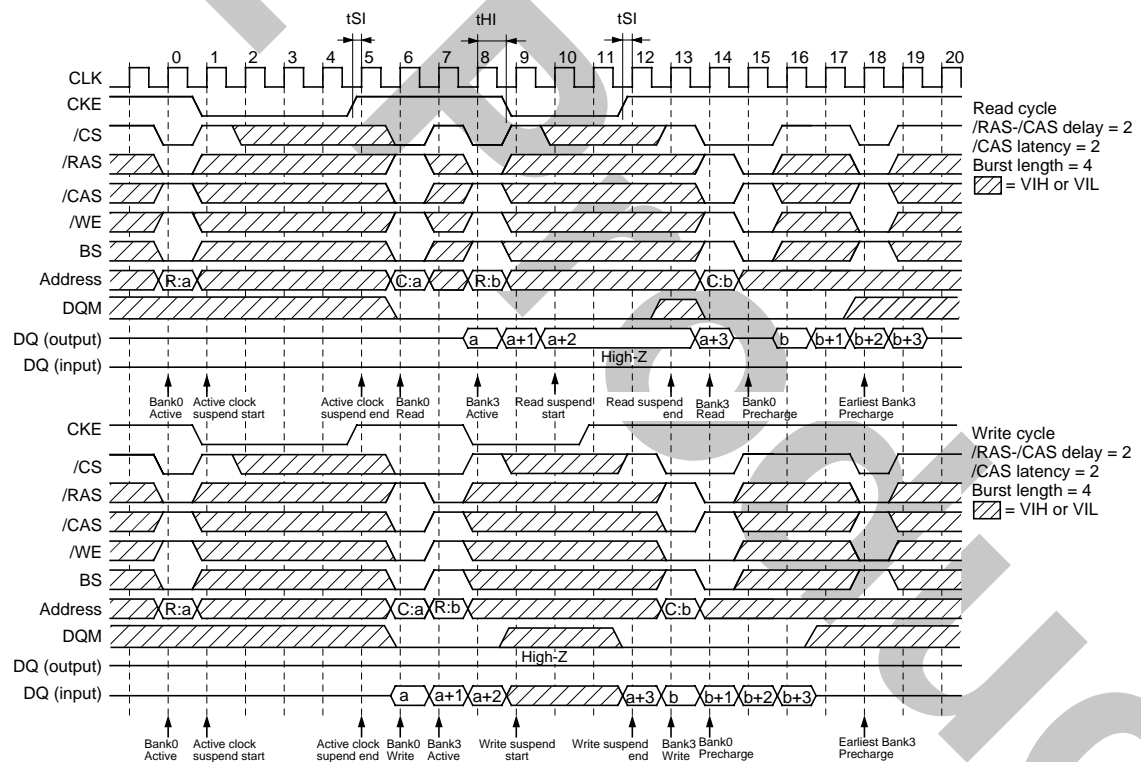 tSI tHI tSI
0 1 2 3 4 5 6 7 8 9 10 11 12 13 14 15 16 17 18 19 20
CLK
CKE
/CS
/RAS
/CAS
/WE
BS
Address R:a C:a R:b C:b
DQM
DQ (output) a a+1 a+2 a+3 b b+1 b+2 b+3
High-Z
DQ (input)
Bank0 Active
Active clock suspend start
Active clock suspend end
Bank0 Read
Bank3 Active
Read suspend start
Read suspend end
Bank3 Read
Bank0 Precharge
Earliest Bank3 Precharge
Read cycle
/RAS-/CAS delay = 2
/CAS latency = 2
Burst length = 4
= VIH or VIL
CKE
/CS
/RAS
/CAS
/WE
BS
Address R:a C:a R:b C:b
DQM
High-Z
DQ (output)
DQ (input) a a+1 a+2 a+3 b b+1 b+2 b+3
Bank0 Active
Active clock supend start
Active clock supend end
Bank0 Write
Bank3 Active
Write suspend start
Write suspend end
Bank3 Write
Bank0 Precharge
Earliest Bank3 Precharge
Write cycle
/RAS-/CAS delay = 2
/CAS latency = 2
Burst length = 4
= VIH or VIL